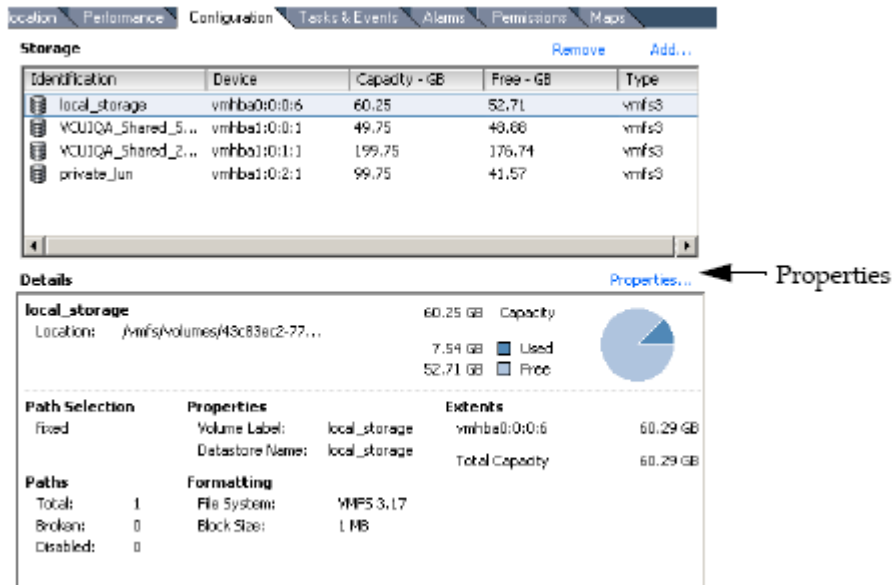 ocation Performance Configuration Tasks & Events Alarms Permissions Maps
Storage Remove Add...
Identification Device Capacity - GB Free - GB Type
local_storage vmhba0:0:0:6 60.25 52.71 vmfs3
VCUIQA_Shared_5... vmhba1:0:0:1 49.75 48.88 vmfs3
VCUIQA_Shared_2... vmhba1:0:1:1 199.75 176.74 vmfs3
private_lun vmhba1:0:2:1 99.75 41.57 vmfs3
Details Properties... Properties
local_storage 60.25 GB Capacity
Location: /vmfs/volumes/43c83ec2-77...
7.54 GB Used
52.71 GB Free
Path Selection Properties Extents
fixed Volume Label: local_storage vmhba0:0:0:6 60.29 GB
Datastore Name: local_storage
Total Capacity 60.29 GB
Paths Formatting
Total: 1 File System: VMFS 3.17
Broken: 0 Block Size: 1 MB
Disabled: 0